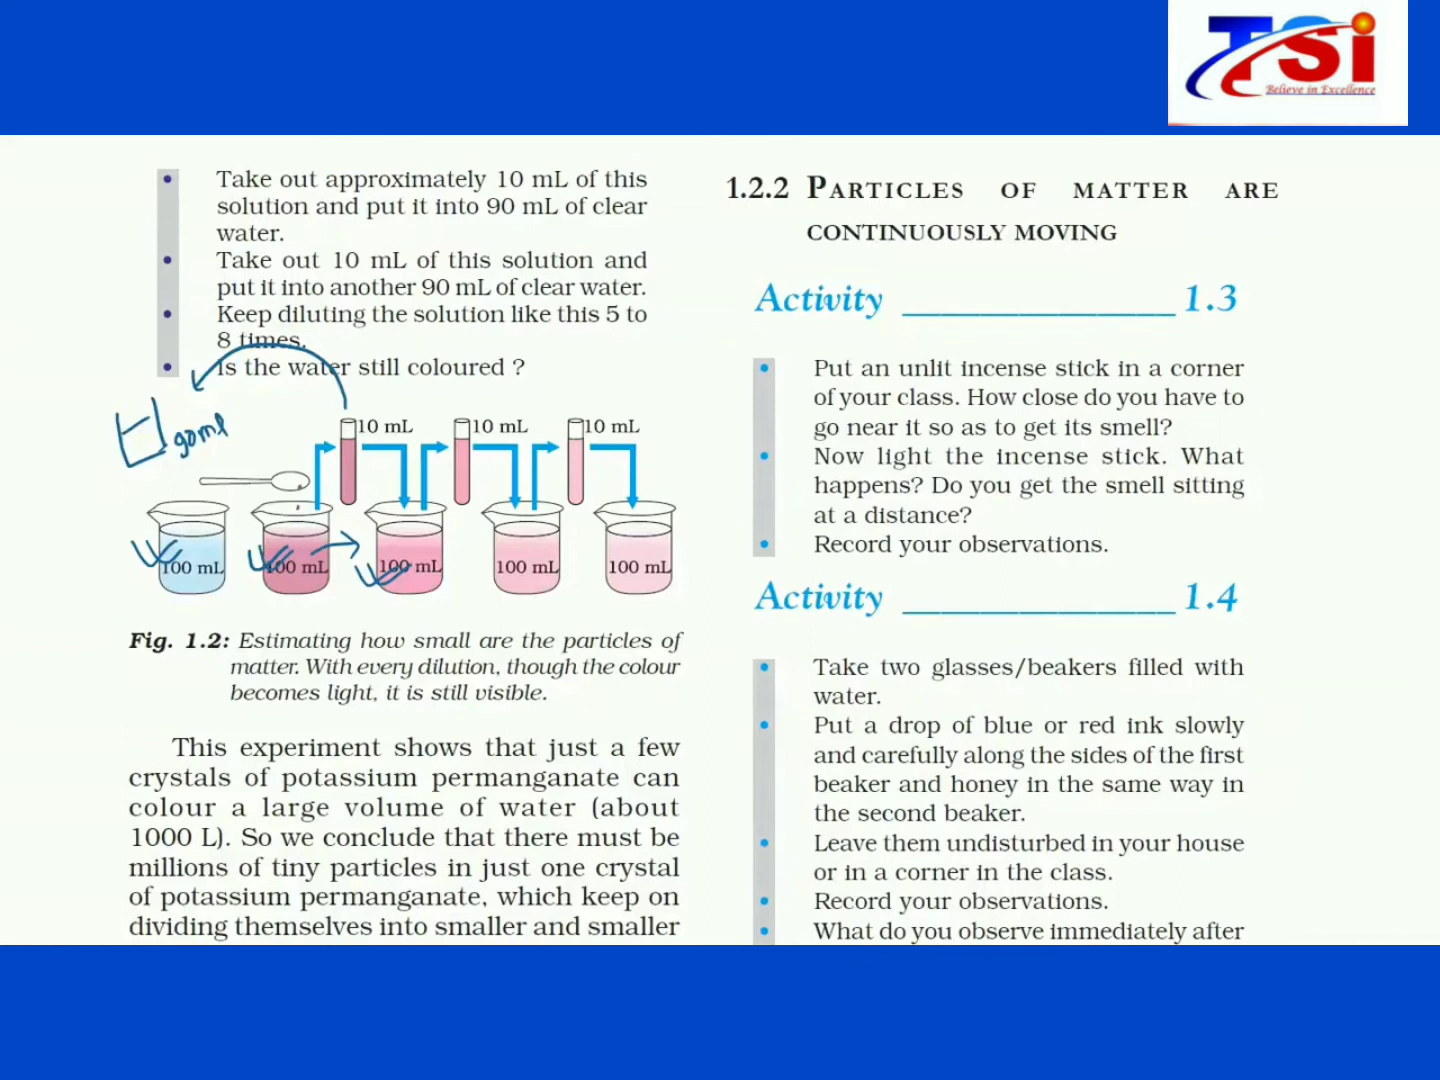 TSi
Believe in Excellence
• Take out approximately 10 mL of this
solution and put it into 90 mL of clear
water.
• Take out 10 mL of this solution and
put it into another 90 mL of clear water.
• Keep diluting the solution like this 5 to
8 times.
• Is the water still coloured ?
90ml
10 mL 10 mL 10 mL
100 mL 100 mL 100 mL 100 mL 100 mL
Fig. 1.2: Estimating how small are the particles of
matter. With every dilution, though the colour
becomes light, it is still visible.
This experiment shows that just a few
crystals of potassium permanganate can
colour a large volume of water (about
1000 L). So we conclude that there must be
millions of tiny particles in just one crystal
of potassium permanganate, which keep on
dividing themselves into smaller and smaller
1.2.2 PARTICLES OF MATTER ARE
CONTINUOUSLY MOVING
Activity ______________ 1.3
• Put an unlit incense stick in a corner
of your class. How close do you have to
go near it so as to get its smell?
• Now light the incense stick. What
happens? Do you get the smell sitting
at a distance?
• Record your observations.
Activity ______________ 1.4
• Take two glasses/beakers filled with
water.
• Put a drop of blue or red ink slowly
and carefully along the sides of the first
beaker and honey in the same way in
the second beaker.
• Leave them undisturbed in your house
or in a corner in the class.
• Record your observations.
• What do you observe immediately after